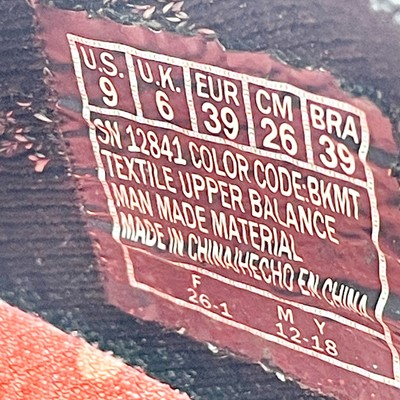 U.S. U.K. EUR CM BRA
9 6 39 26 39
SN 12841 COLOR CODE:BKMT
TEXTILE UPPER BALANCE
MAN MADE MATERIAL
MADE IN CHINA/HECHO EN CHINA
F M Y
26-1 12-18